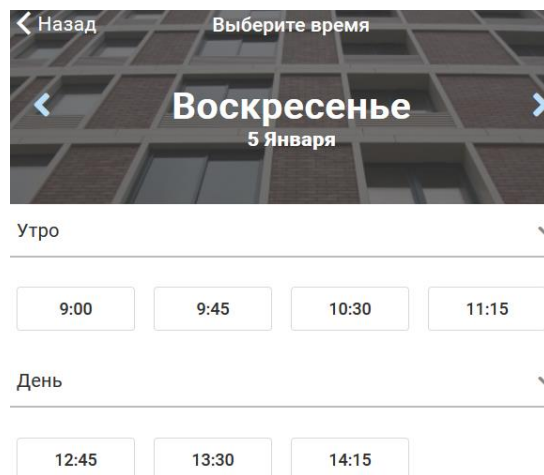 Назад Выберите время
Воскресенье
5 Января
Утро
9:00 9:45 10:30 11:15
День
12:45 13:30 14:15